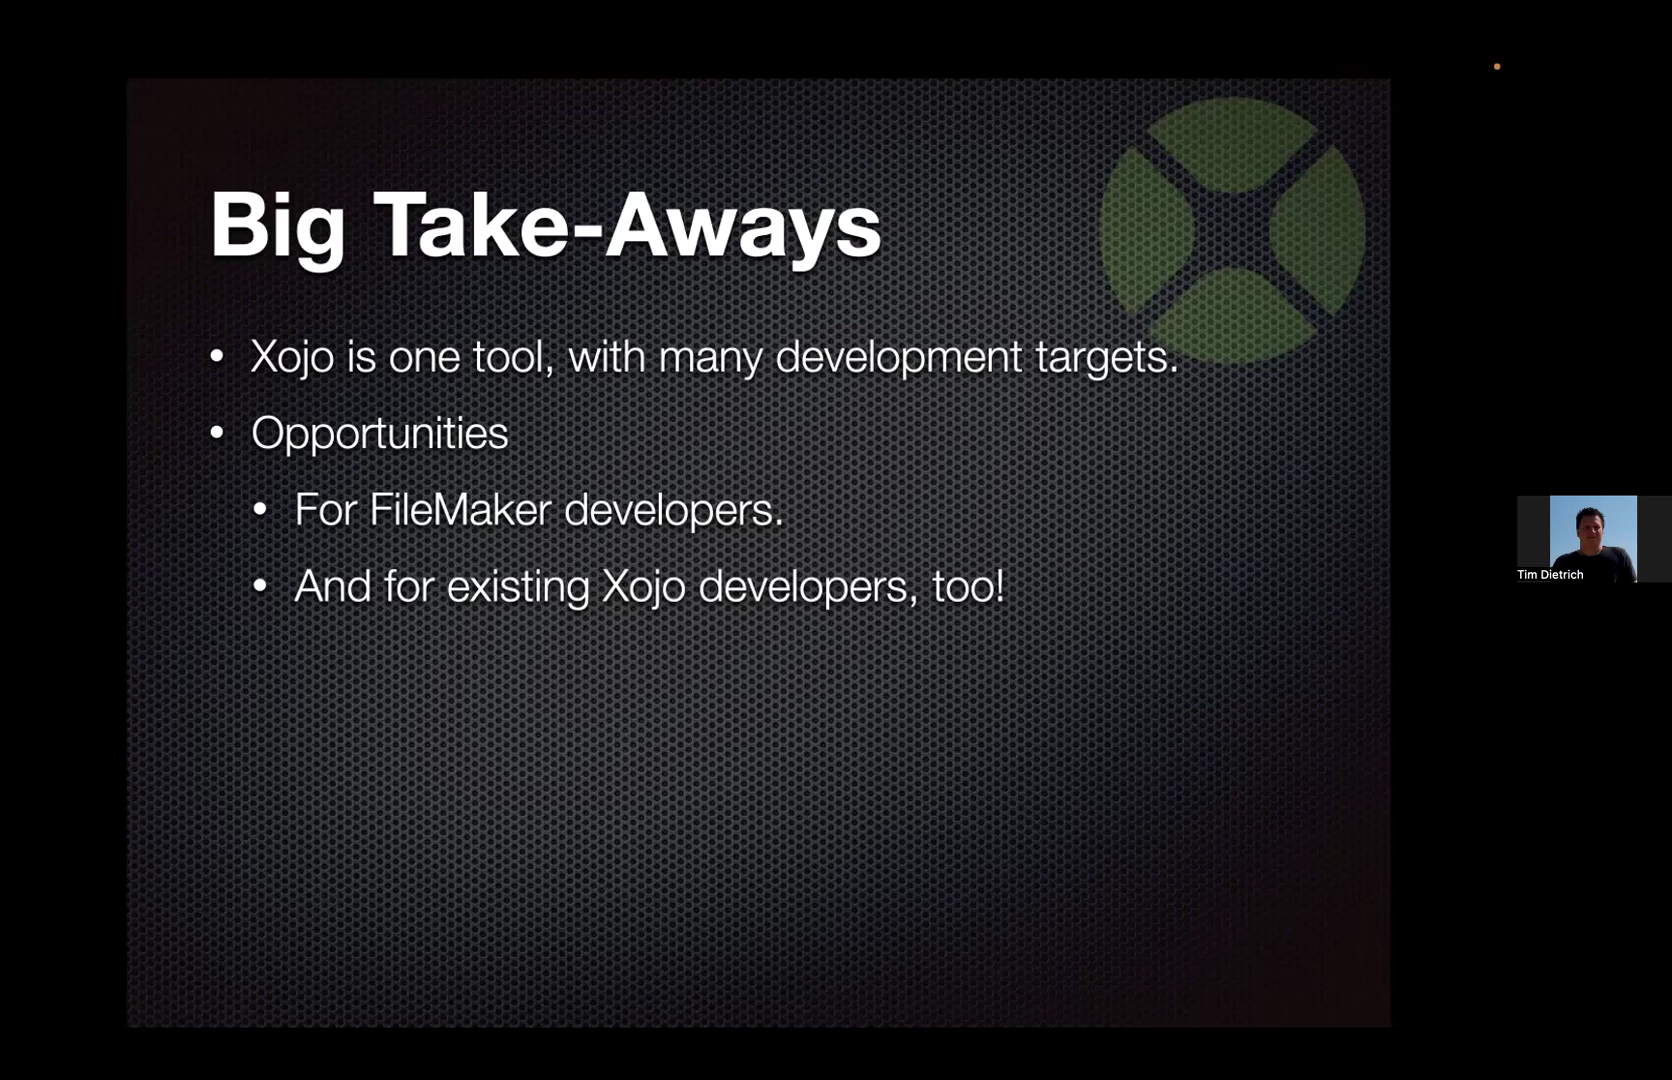 Big Take-Aways
• Xojo is one tool, with many development targets.
• Opportunities
• For FileMaker developers.
• And for existing Xojo developers, too!
Tim Dietrich